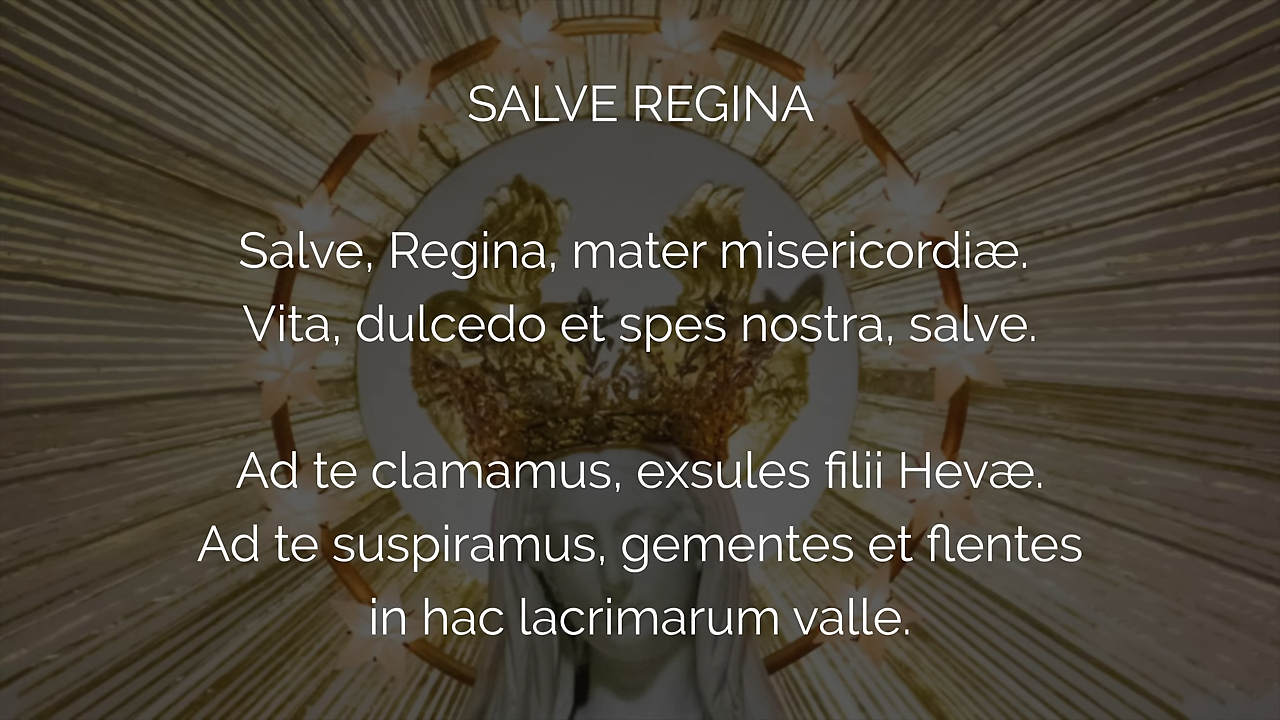 SALVE REGINA
Salve, Regina, mater misericordiæ.
Vita, dulcedo et spes nostra, salve.
Ad te clamamus, exsules filii Hevæ.
Ad te suspiramus, gementes et flentes
in hac lacrimarum valle.